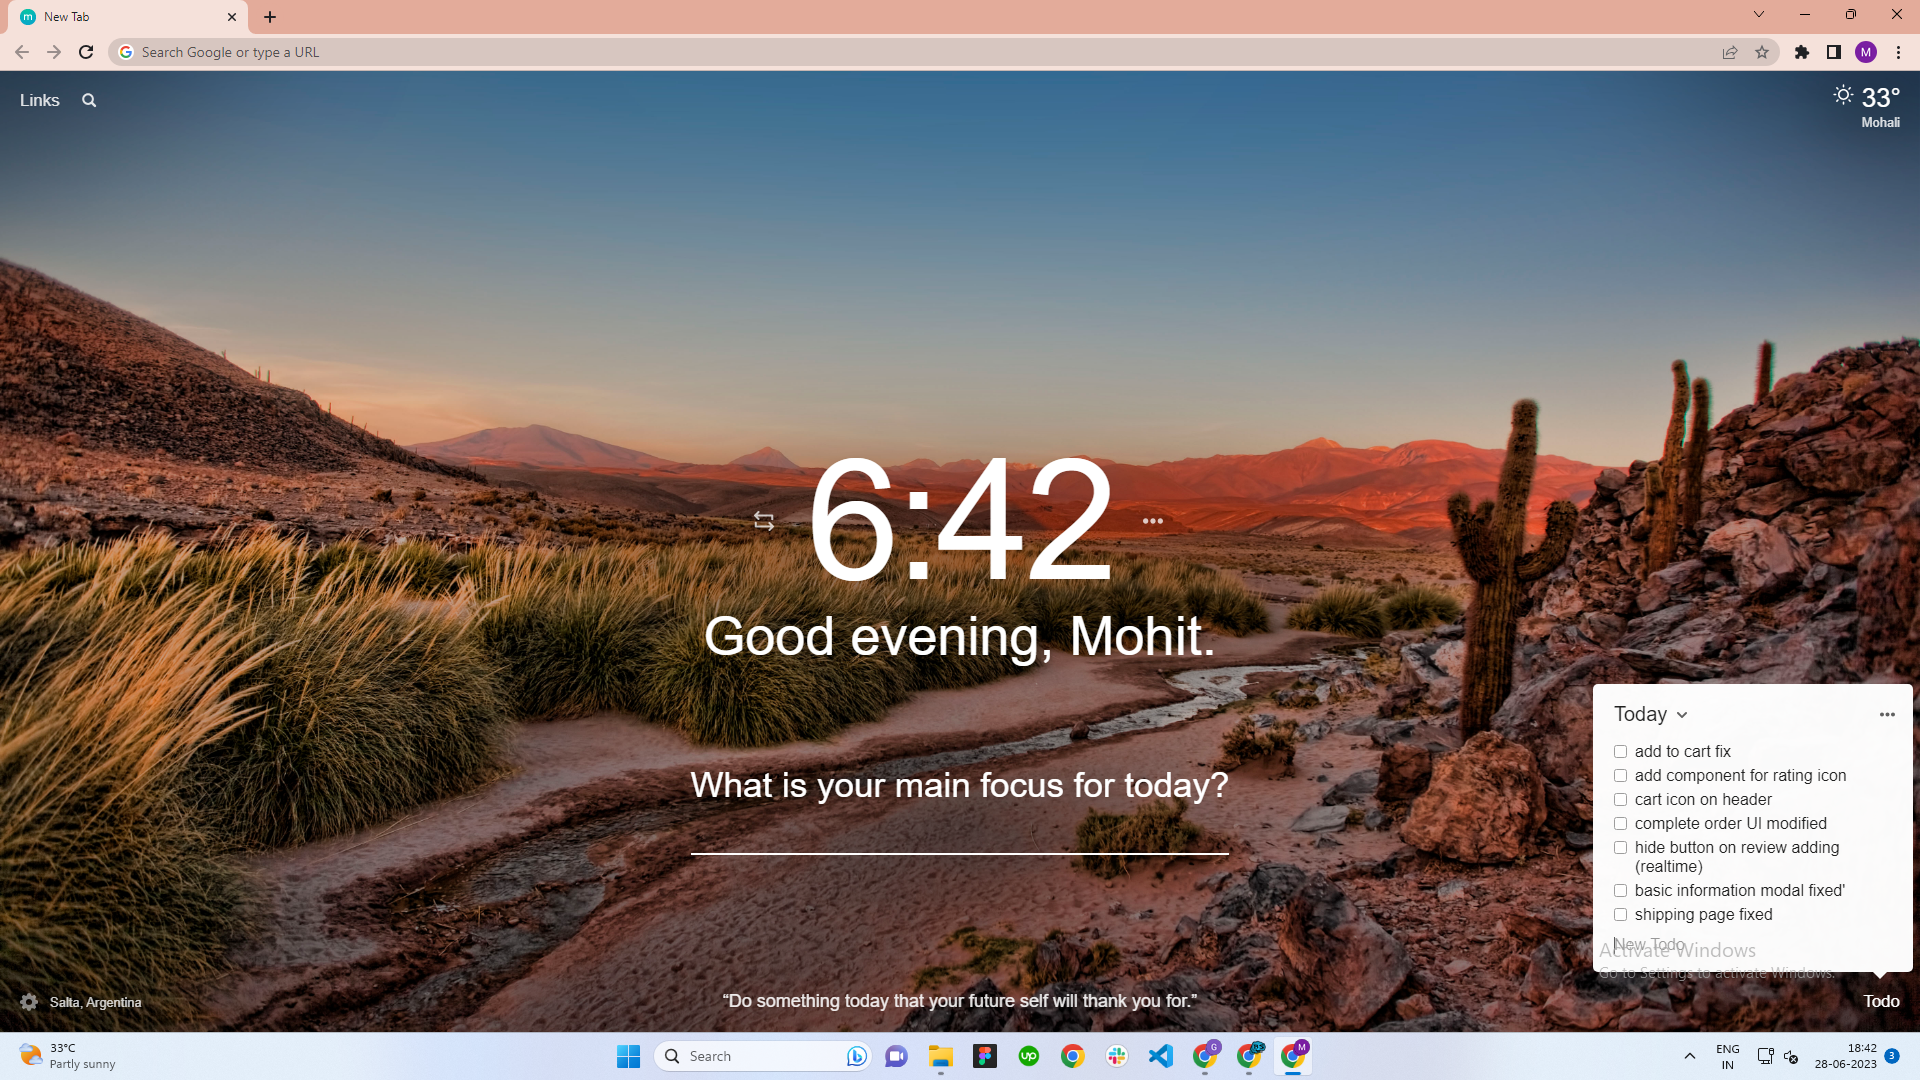 New Tab
Search Google or type a URL
M
Links
33°
Mohali
6:42
Good evening, Mohit.
What is your main focus for today?
Today
add to cart fix
add component for rating icon
cart icon on header
complete order UI modified
hide button on review adding
(realtime)
basic information modal fixed'
shipping page fixed
New Todo
Activate Windows
Go to Settings to activate Windows.
Salta, Argentina
“Do something today that your future self will thank you for.”
Todo
33°C
Partly sunny
Search
up
G
M
ENG
IN
18:42
28-06-2023
3